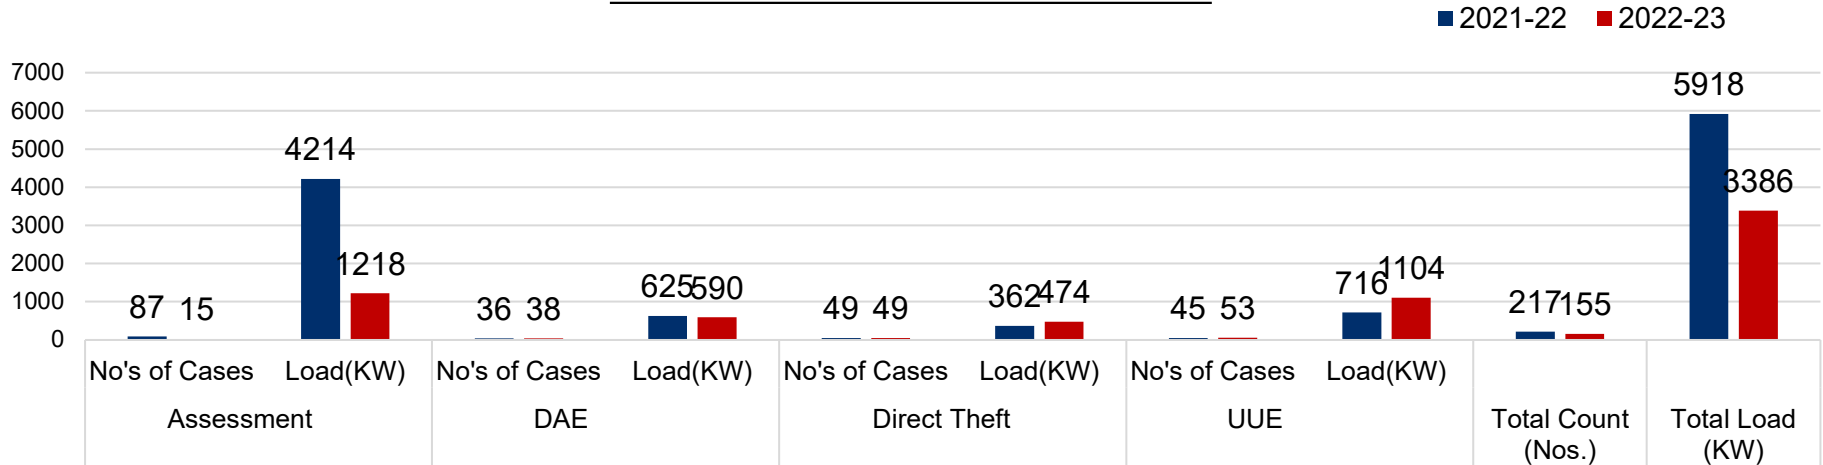 2021-22 2022-23
7000
6000
5000
4000
3000
2000
1000
0
87 15 4214 1218 36 38 625 590 49 49 362 474 45 53 716 1104 217 155 5918 3386
No's of Cases Load(KW) No's of Cases Load(KW) No's of Cases Load(KW) No's of Cases Load(KW)
Assessment DAE Direct Theft UUE Total Count Total Load
(Nos.) (KW)